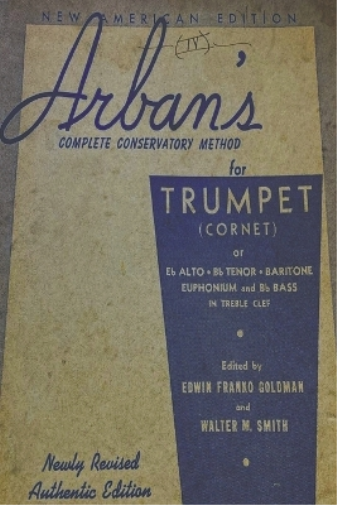 NEW AMERICAN EDITION
(IV)
Arban's
COMPLETE CONSERVATORY METHOD
for
TRUMPET
(CORNET)
or
Eb ALTO • Bb TENOR • BARITONE
EUPHONIUM and Bb BASS
IN TREBLE CLEF
Edited by
EDWIN FRANKO GOLDMAN
and
WALTER M. SMITH
Newly Revised
Authentic Edition